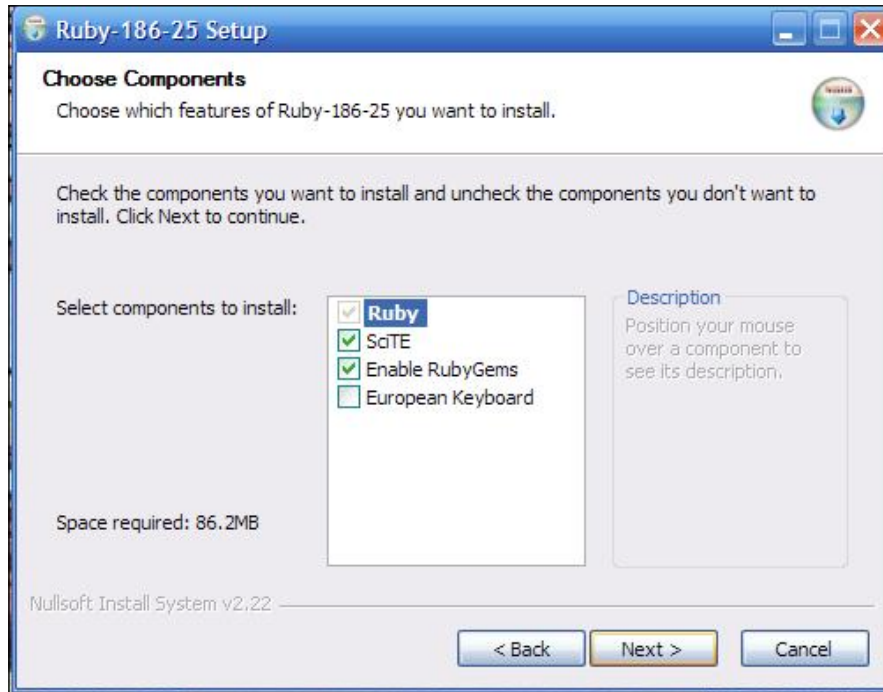 Ruby-186-25 Setup
Choose Components
Choose which features of Ruby-186-25 you want to install.
Check the components you want to install and uncheck the components you don't want to
install. Click Next to continue.
Select components to install:
Ruby
SciTE
Enable RubyGems
European Keyboard
Description
Position your mouse
over a component to
see its description.
Space required: 86.2MB
Nullsoft Install System v2.22
< Back
Next >
Cancel